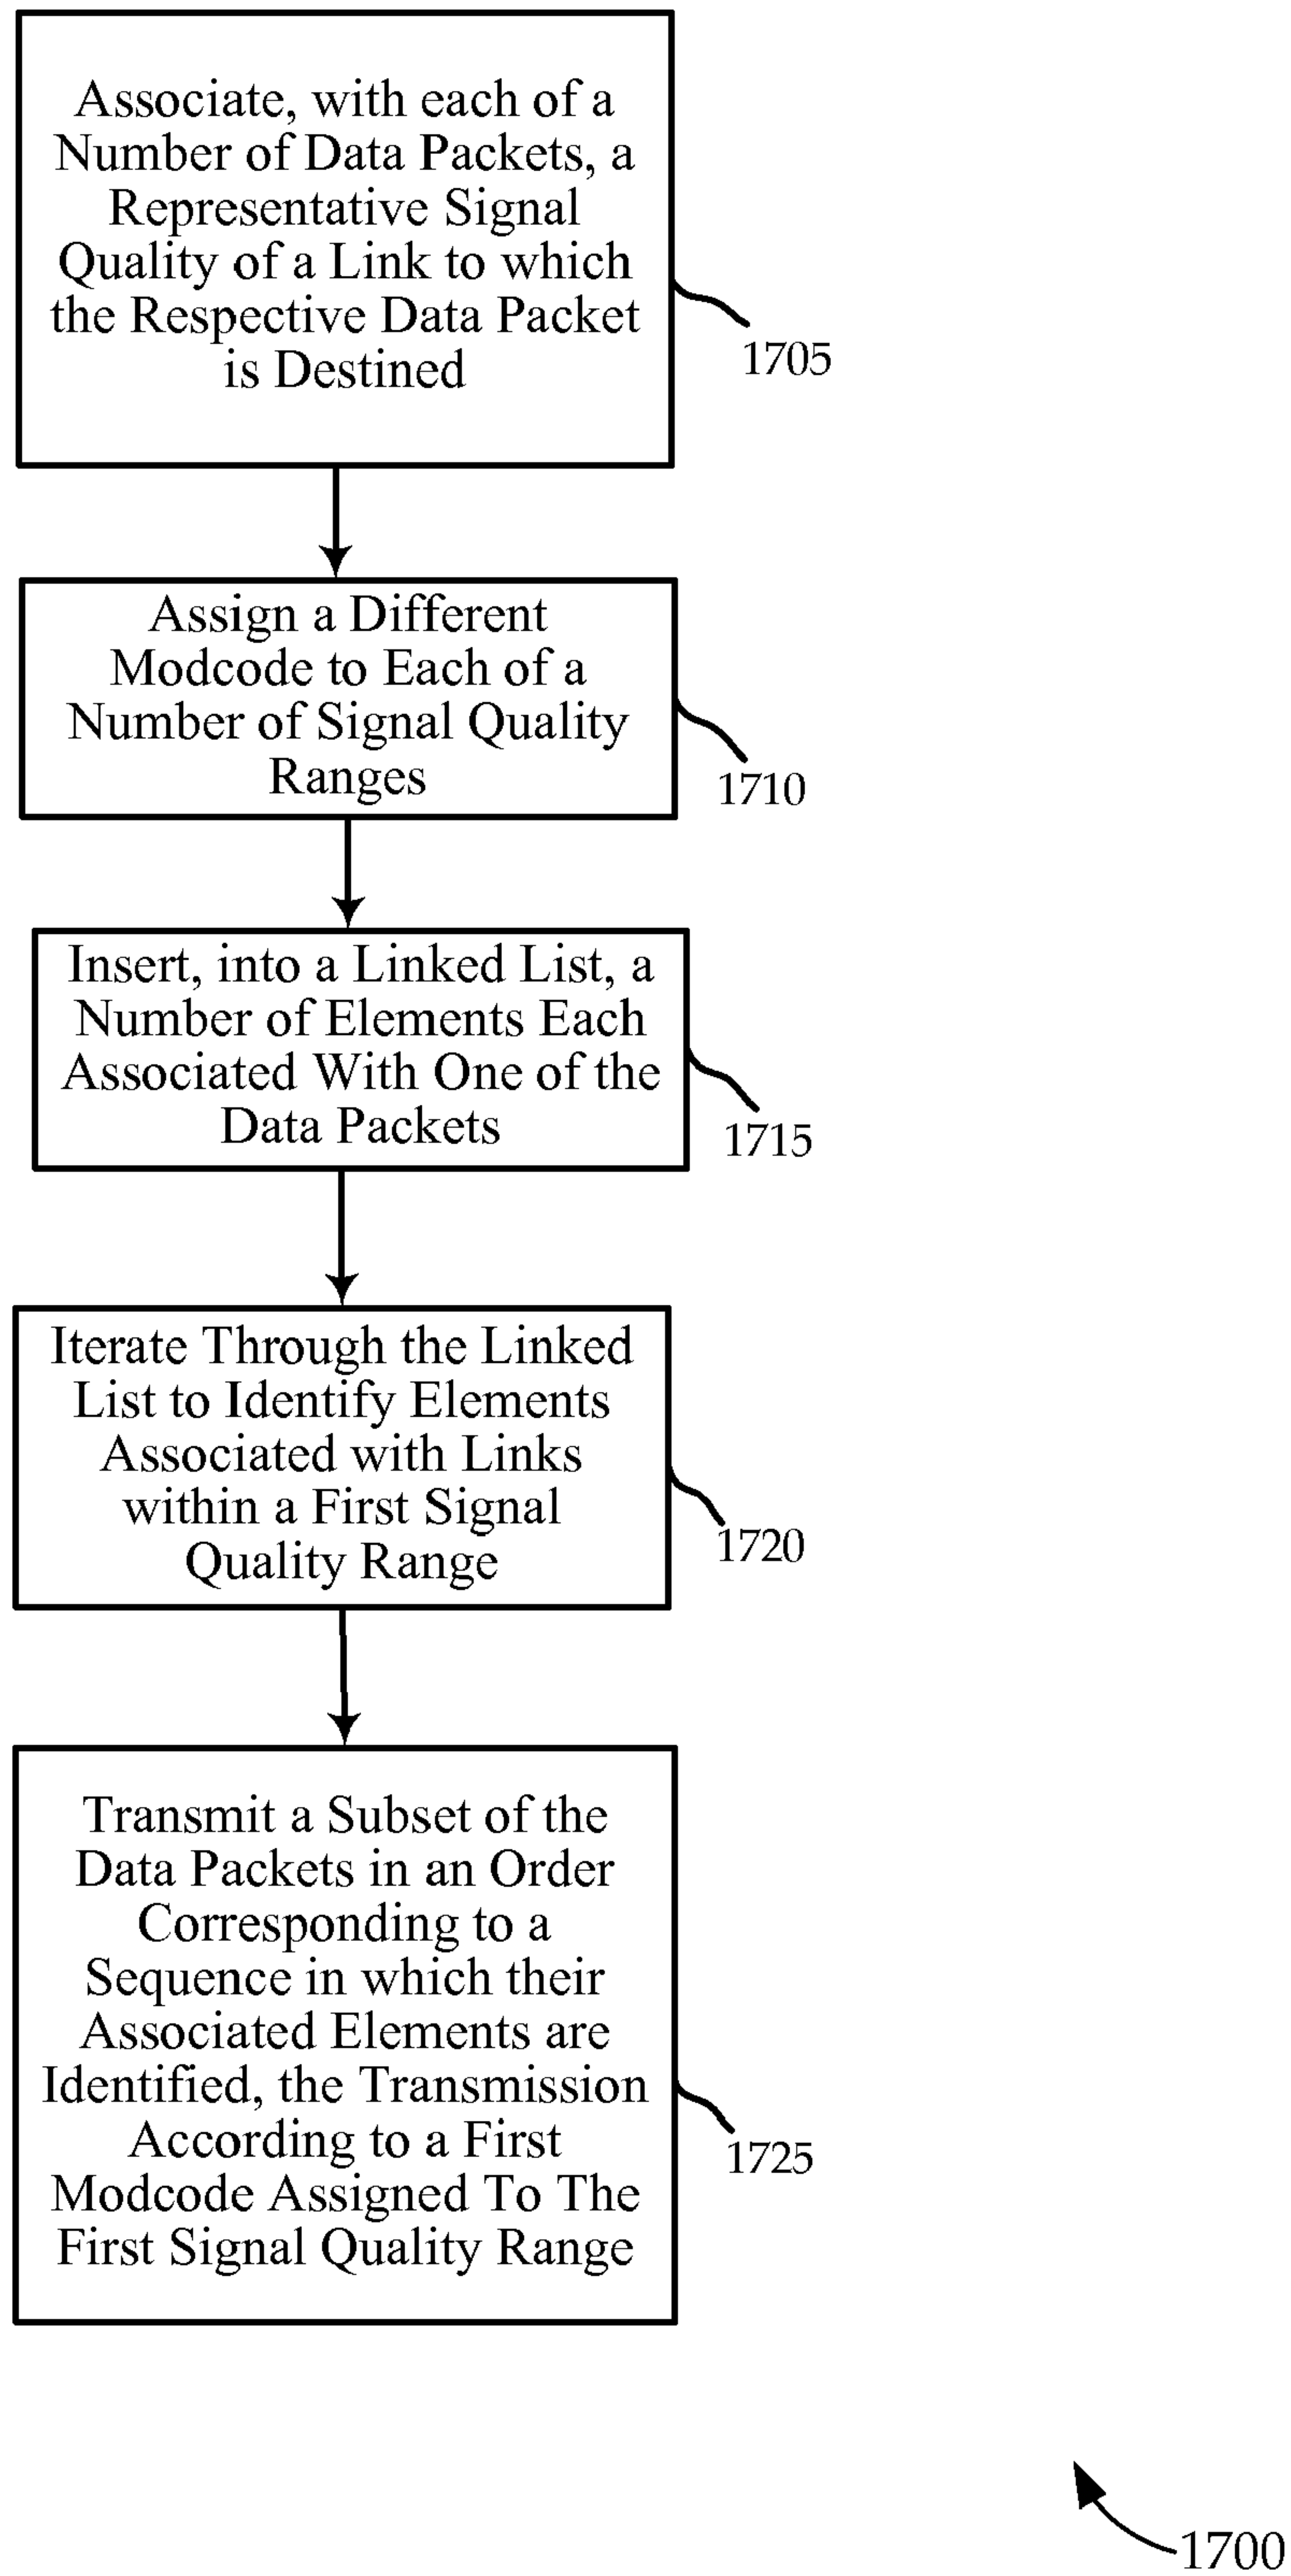 Associate, with each of a
Number of Data Packets, a
Representative Signal
Quality of a Link to which
the Respective Data Packet
is Destined
1705
Assign a Different
Modcode to Each of a
Number of Signal Quality
Ranges
1710
Insert, into a Linked List, a
Number of Elements Each
Associated With One of the
Data Packets
1715
Iterate Through the Linked
List to Identify Elements
Associated with Links
within a First Signal
Quality Range
1720
Transmit a Subset of the
Data Packets in an Order
Corresponding to a
Sequence in which their
Associated Elements are
Identified, the Transmission
According to a First
Modcode Assigned To The
First Signal Quality Range
1725
1700